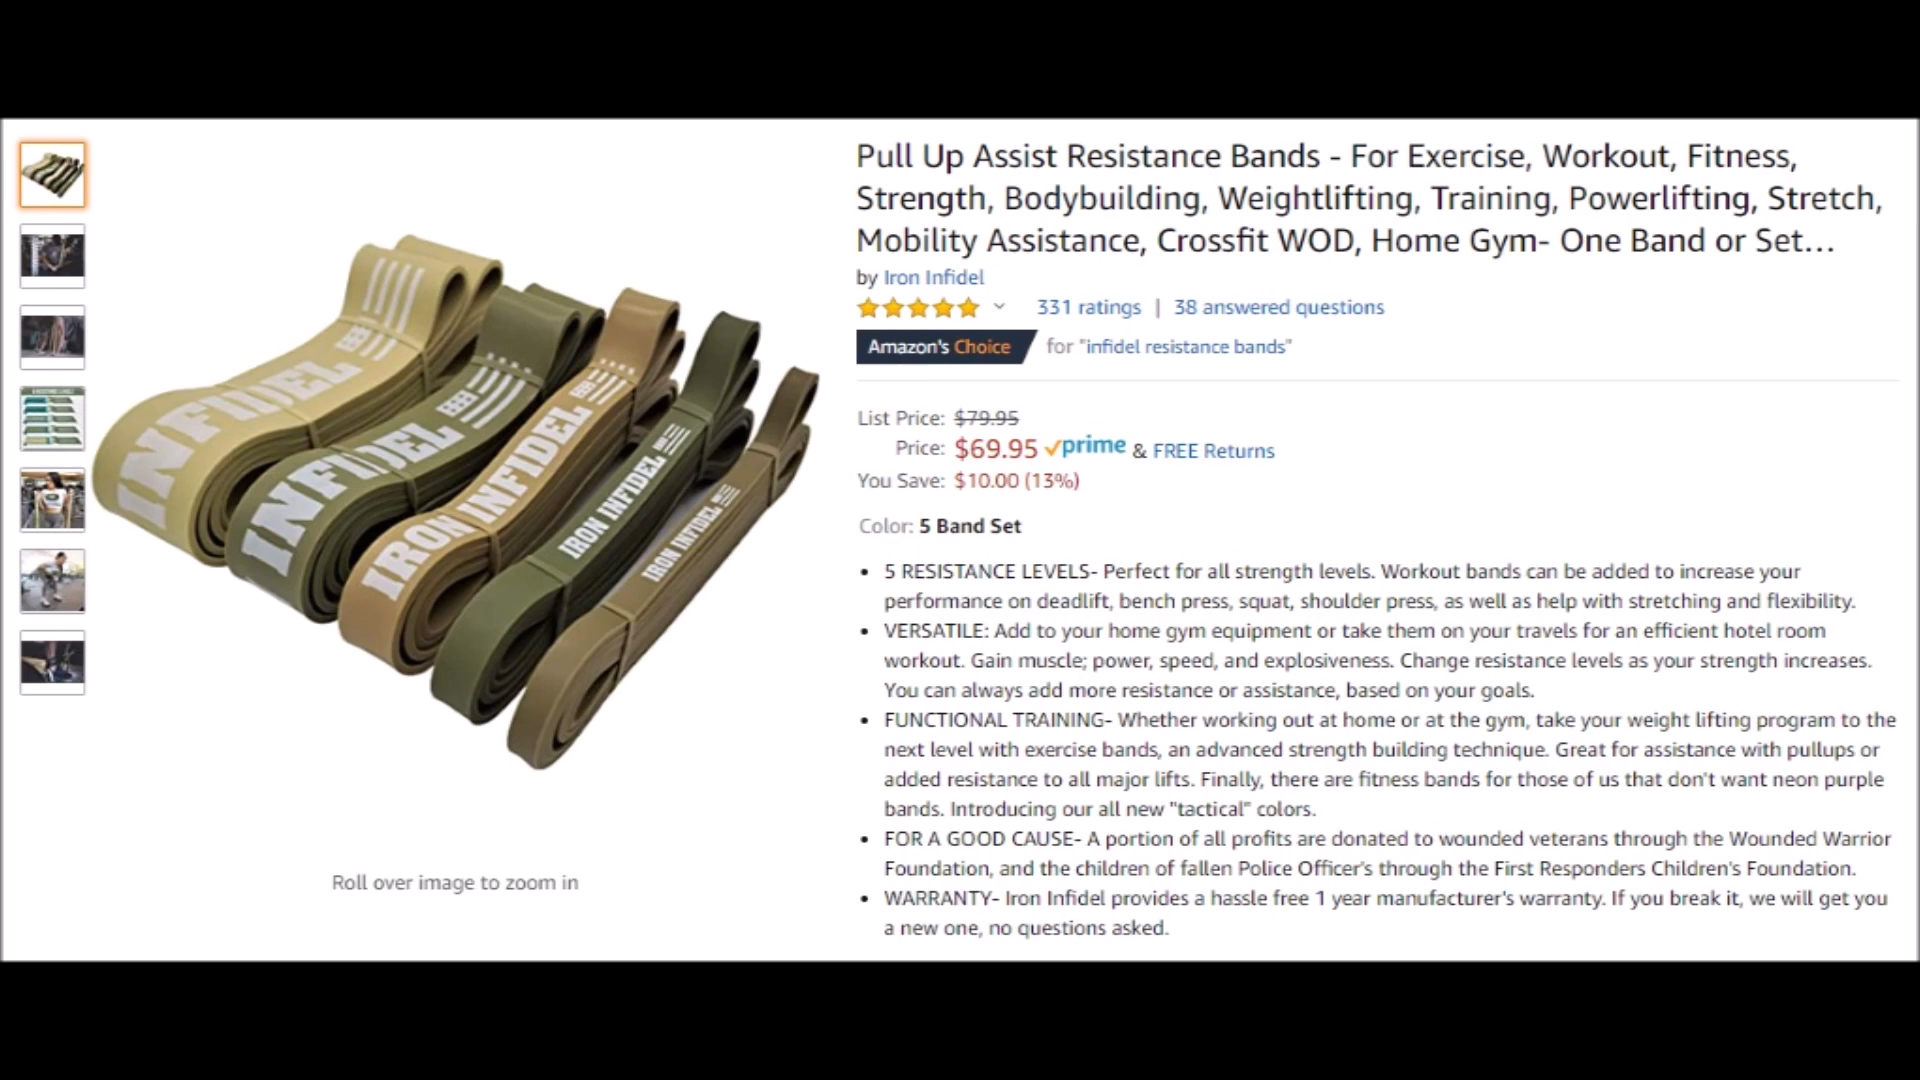 Pull Up Assist Resistance Bands - For Exercise, Workout, Fitness,
Strength, Bodybuilding, Weightlifting, Training, Powerlifting, Stretch,
Mobility Assistance, Crossfit WOD, Home Gym- One Band or Set...
by Iron Infidel
331 ratings | 38 answered questions
Amazon's Choice for "infidel resistance bands"
List Price: $79.95
Price: $69.95 prime & FREE Returns
You Save: $10.00 (13%)
Color: 5 Band Set
• 5 RESISTANCE LEVELS- Perfect for all strength levels. Workout bands can be added to increase your
performance on deadlift, bench press, squat, shoulder press, as well as help with stretching and flexibility.
• VERSATILE: Add to your home gym equipment or take them on your travels for an efficient hotel room
workout. Gain muscle; power, speed, and explosiveness. Change resistance levels as your strength increases.
You can always add more resistance or assistance, based on your goals.
• FUNCTIONAL TRAINING- Whether working out at home or at the gym, take your weight lifting program to the
next level with exercise bands, an advanced strength building technique. Great for assistance with pullups or
added resistance to all major lifts. Finally, there are fitness bands for those of us that don't want neon purple
bands. Introducing our all new "tactical" colors.
• FOR A GOOD CAUSE- A portion of all profits are donated to wounded veterans through the Wounded Warrior
Foundation, and the children of fallen Police Officer's through the First Responders Children's Foundation.
• WARRANTY- Iron Infidel provides a hassle free 1 year manufacturer's warranty. If you break it, we will get you
a new one, no questions asked.
INFIDEL
INFIDEL
IRON INFIDEL
IRON INFIDEL
IRON INFIDEL
Roll over image to zoom in